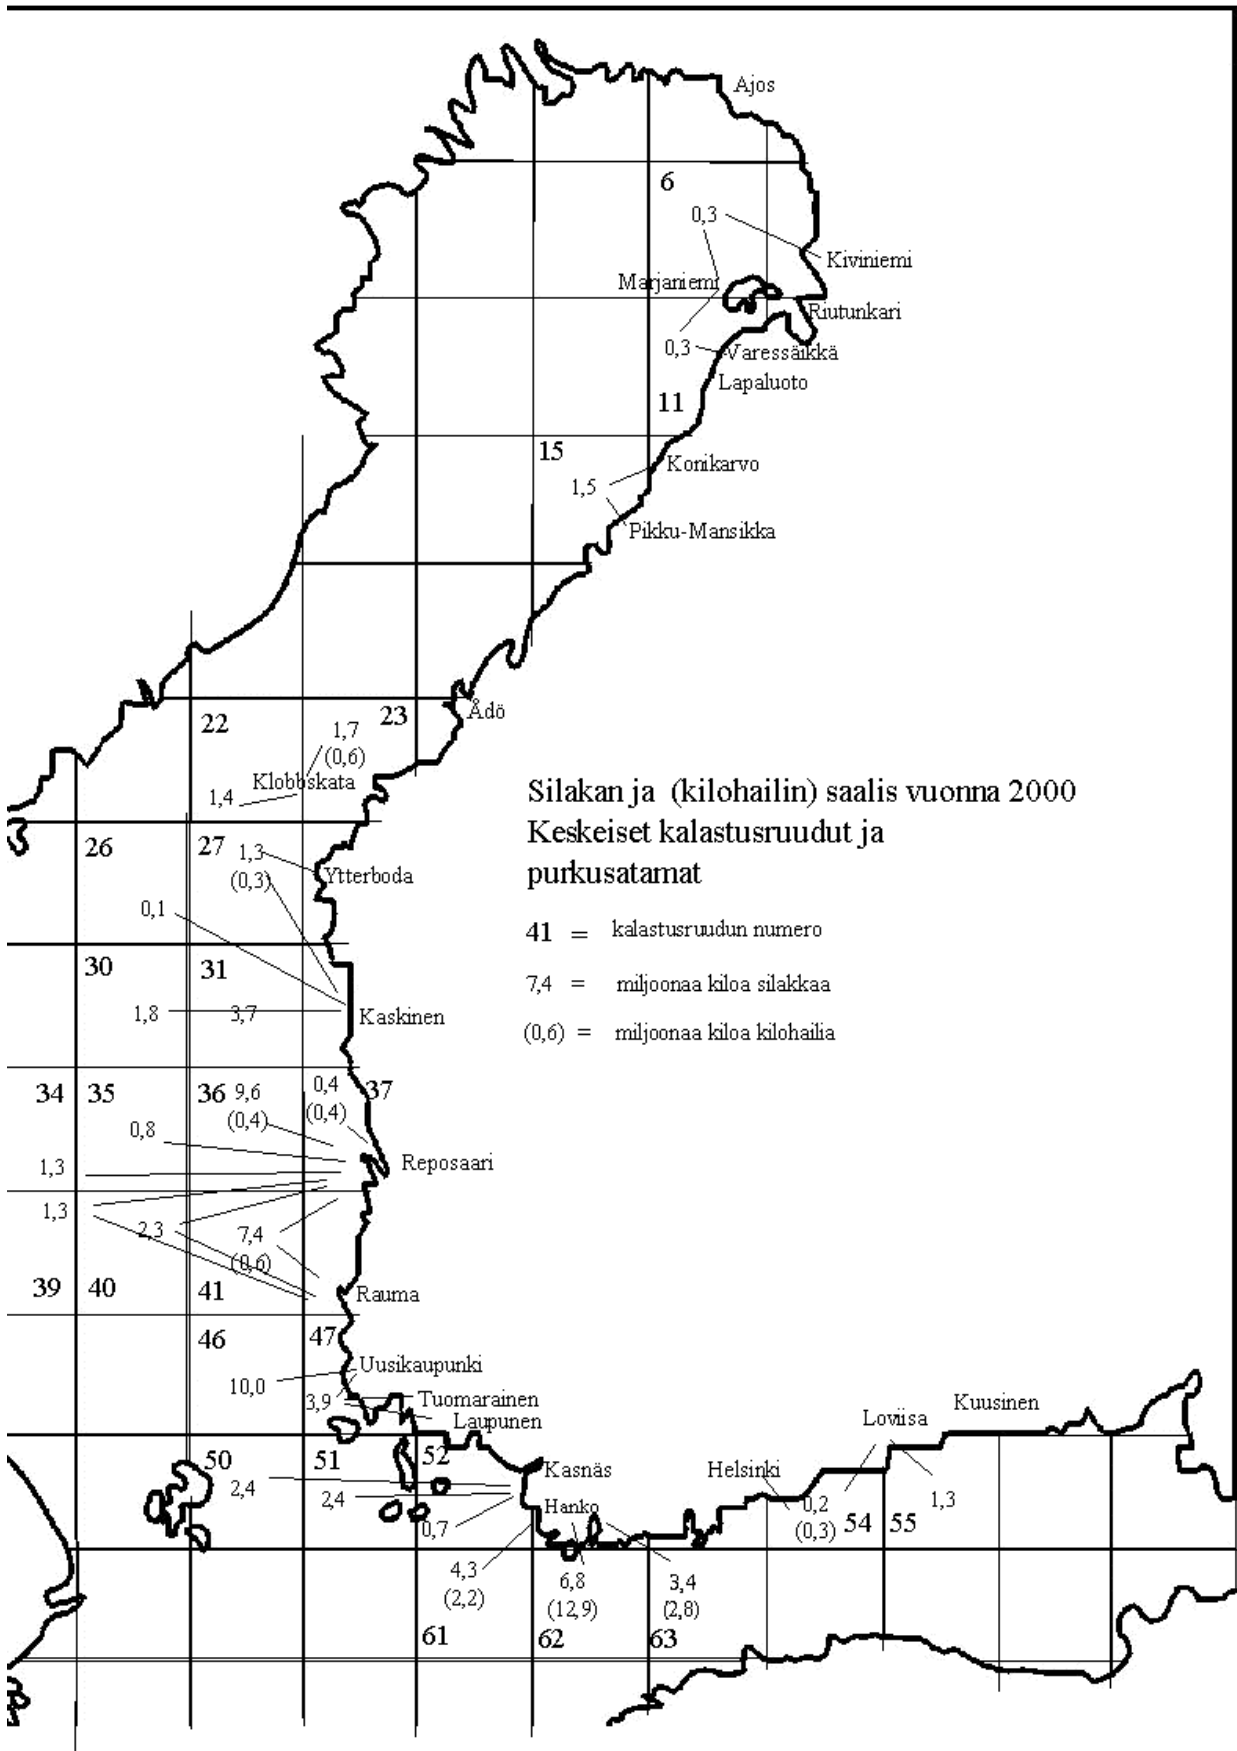 Ajos
6
0,3
Kiviniemi
Marjaniemi
Riutunkari
0,3
Varessäikkä
Lapaluoto
11
15
Konikarvo
1,5
Pikku-Mansikka
22
23
Ådö
1,7
(0,6)
Klobbskata
1,4
Silakan ja (kilohailin) saalis vuonna 2000
Keskeiset kalastusruudut ja
purkusatamat
26
27
1,3
(0,3)
Ytterboda
0,1
41 = kalastusruudun numero
30
31
7,4 = miljoonaa kiloa silakkaa
1,8
3,7
Kaskinen
(0,6) = miljoonaa kiloa kilohailia
34
35
36
9,6
(0,4)
0,4
(0,4)
37
0,8
1,3
Reposaari
1,3
2,3
7,4
(0,6)
39
40
41
Rauma
46
47
Uusikaupunki
10,0
3,9
Tuomarainen
Laupunen
Kuusinen
Loviisa
50
51
52
Kasnäs
Helsinki
2,4
2,4
Hanko
0,2
(0,3)
1,3
0,7
54
55
4,3
(2,2)
6,8
(12,9)
3,4
(2,8)
61
62
63